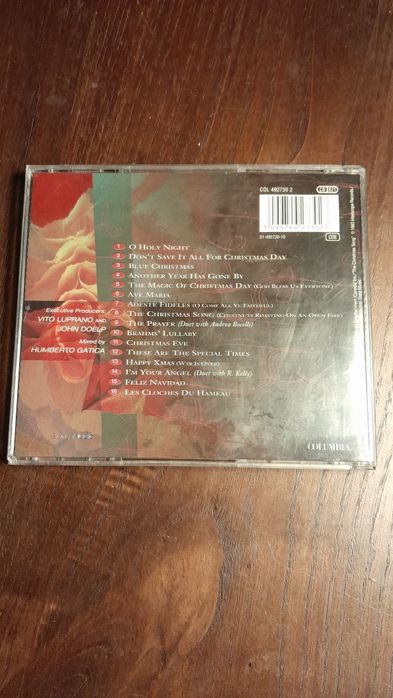 COL 492730 2
CB 821
01-492730-10
CDE
1 O Holy Night
2 Don't Save It All For Christmas Day
3 Blue Christmas
4 Another Year Has Gone By
5 The Magic Of Christmas Day (God Bless Us Everyone)
6 Ave Maria
7 Adeste Fideles (O Come All Ye Faithful)
8 The Christmas Song (Chestnuts Roasting On An Open Fire)
9 The Prayer (Duet with Andrea Bocelli)
10 Brahms' Lullaby
11 Christmas Eve
12 These Are The Special Times
13 Happy Xmas (War Is Over)
14 I'm Your Angel (Duet with R. Kelly)
15 Feliz Navidad
16 Les Cloches Du Hameau
Executive Producers
VITO LUPRANO AND
JOHN DOELP
Mixed by
HUMBERTO GATICA
COLUMBIA